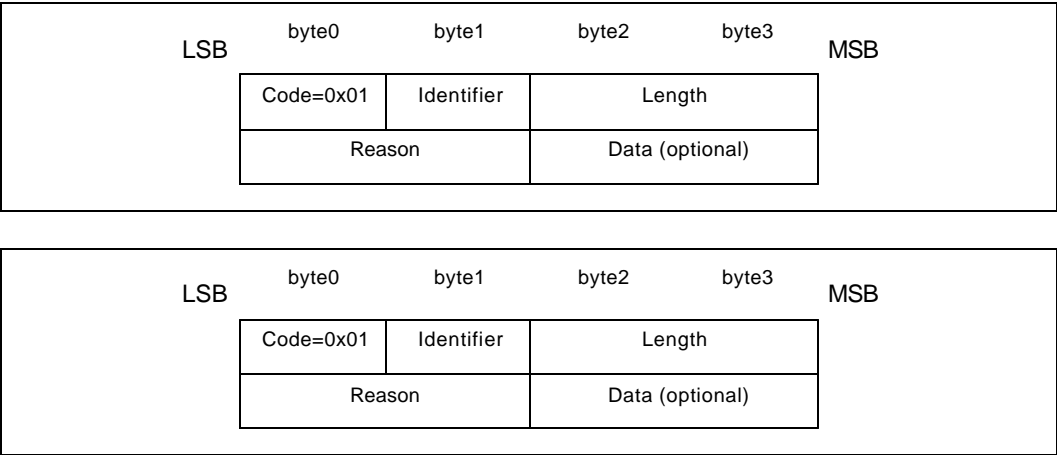 byte0 byte1 byte2 byte3
LSB MSB
Code=0x01 Identifier Length
Reason Data (optional)
byte0 byte1 byte2 byte3
LSB MSB
Code=0x01 Identifier Length
Reason Data (optional)